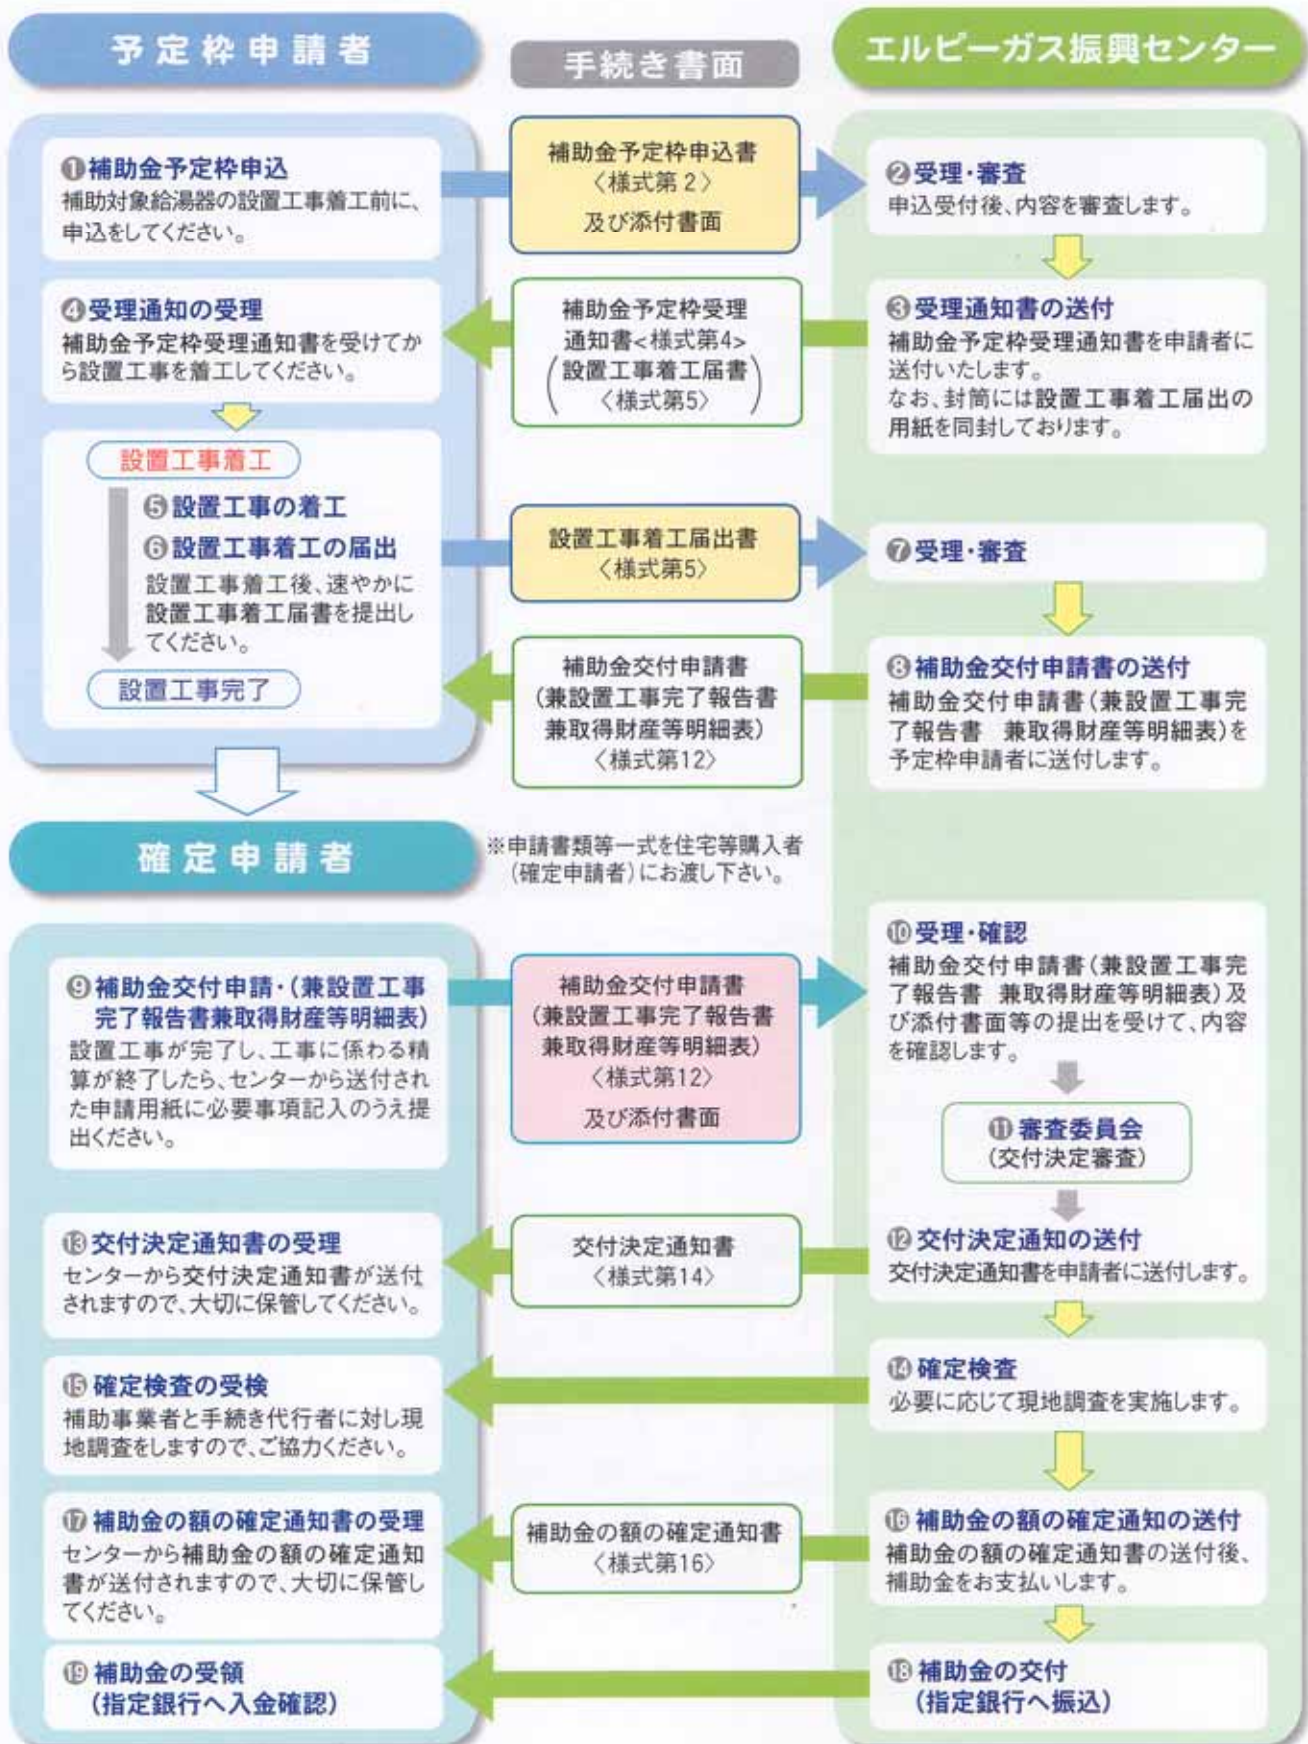 予定枠申請者
手続き書面
エルピーガス振興センター
❶補助金予定枠申込
補助対象給湯器の設置工事着工前に、
申込をしてください。
補助金予定枠申込書
〈様式第2〉
及び添付書面
❷受理・審査
申込受付後、内容を審査します。
❹受理通知の受理
補助金予定枠受理通知書を受けてか
ら設置工事を着工してください。
補助金予定枠受理
通知書<様式第4>
(設置工事着工届書
〈様式第5〉)
❸受理通知書の送付
補助金予定枠受理通知書を申請者に
送付いたします。
なお、封筒には設置工事着工届出の
用紙を同封しております。
設置工事着工
❺設置工事の着工
❻設置工事着工の届出
設置工事着工後、速やかに
設置工事着工届書を提出し
てください。
設置工事完了
設置工事着工届出書
〈様式第5〉
❼受理・審査
補助金交付申請書
(兼設置工事完了報告書
兼取得財産等明細表)
〈様式第12〉
❽補助金交付申請書の送付
補助金交付申請書(兼設置工事完
了報告書 兼取得財産等明細表)を
予定枠申請者に送付します。
確定申請者
※申請書類等一式を住宅等購入者
(確定申請者)にお渡し下さい。
❾補助金交付申請・(兼設置工事
完了報告書兼取得財産等明細表)
設置工事が完了し、工事に係わる精
算が終了したら、センターから送付され
た申請用紙に必要事項記入のうえ提
出ください。
補助金交付申請書
(兼設置工事完了報告書
兼取得財産等明細表)
〈様式第12〉
及び添付書面
❿受理・確認
補助金交付申請書(兼設置工事完
了報告書 兼取得財産等明細表)及
び添付書面等の提出を受けて、内容
を確認します。
⓫審査委員会
(交付決定審査)
⓭交付決定通知書の受理
センターから交付決定通知書が送付
されますので、大切に保管してください。
交付決定通知書
〈様式第14〉
⓬交付決定通知の送付
交付決定通知書を申請者に送付します。
⓯確定検査の受検
補助事業者と手続き代行者に対し現
地調査をしますので、ご協力ください。
⓮確定検査
必要に応じて現地調査を実施します。
⓱補助金の額の確定通知書の受理
センターから補助金の額の確定通知
書が送付されますので、大切に保管し
てください。
補助金の額の確定通知書
〈様式第16〉
⓰補助金の額の確定通知の送付
補助金の額の確定通知書の送付後、
補助金をお支払いします。
⓳補助金の受領
(指定銀行へ入金確認)
⓲補助金の交付
(指定銀行へ振込)